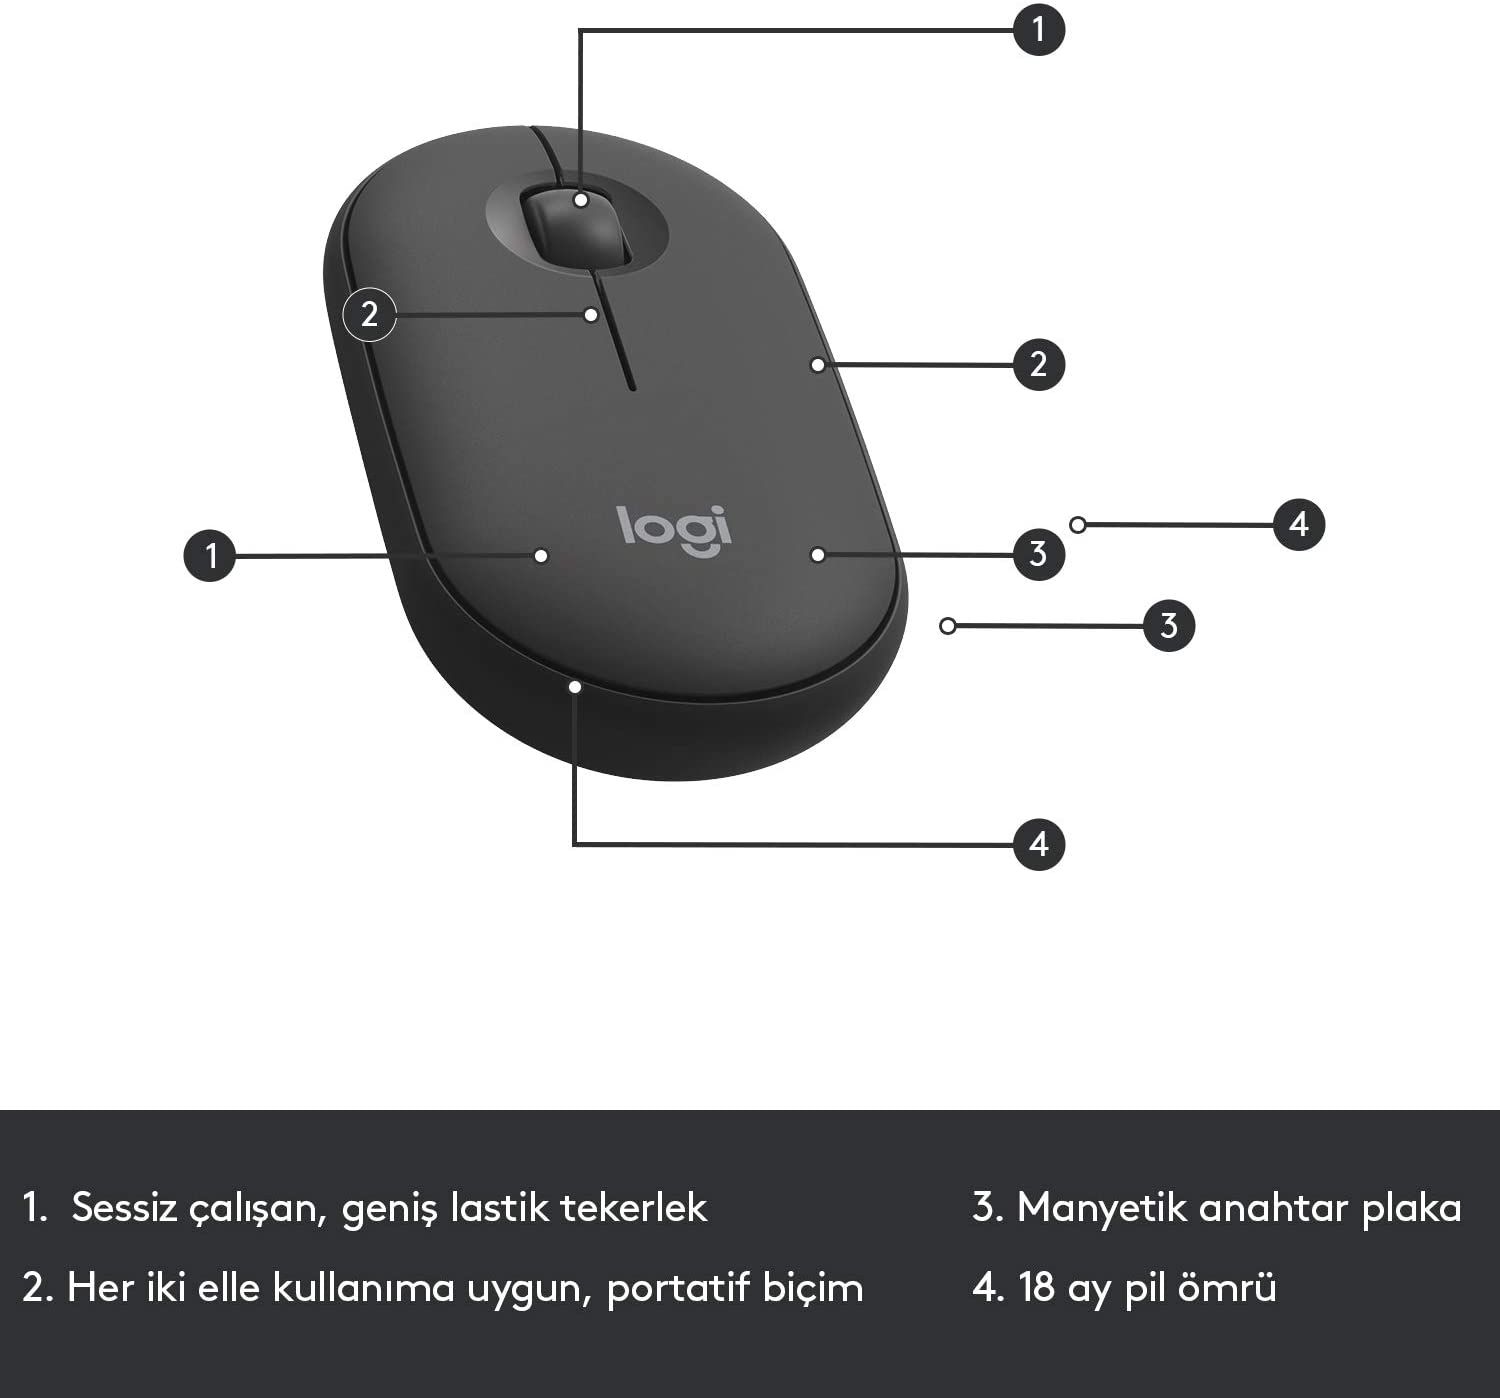 1
2
2
logi
4
1
3
3
4
1. Sessiz çalışan, geniş lastik tekerlek
2. Her iki elle kullanıma uygun, portatif biçim
3. Manyetik anahtar plaka
4. 18 ay pil ömrü